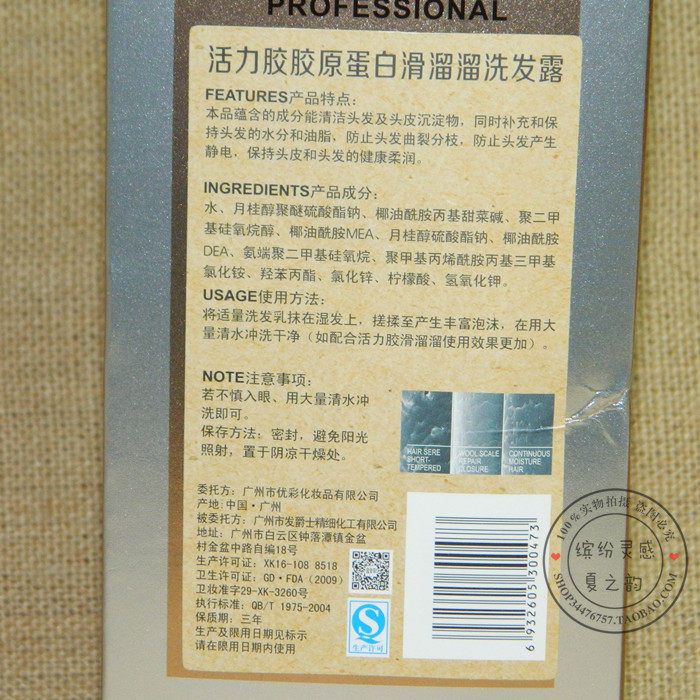 PROFESSIONAL
活力胶胶原蛋白滑溜溜洗发露
FEATURES产品特点:
本品蕴含的成分能清洁头发及头皮沉淀物，同时补充和保
持头发的水分和油脂、防止头发曲裂分枝，防止头发产生
静电，保持头皮和头发的健康柔润。
INGREDIENTS产品成分:
水、月桂醇聚醚硫酸酯钠、椰油酰胺丙基甜菜碱、聚二甲
基硅氧烷醇、椰油酰胺MEA、月桂醇硫酸酯钠、椰油酰胺
DEA、氨端聚二甲基硅氧烷、聚甲基丙烯酰胺丙基三甲基
氯化铵、羟苯丙酯、氯化锌、柠檬酸、氢氧化钾。
USAGE使用方法:
将适量洗发乳抹在湿发上，搓揉至产生丰富泡沫，在用大
量清水冲洗干净（如配合活力胶滑溜溜使用效果更加）。
NOTE注意事项:
若不慎入眼、用大量清水冲
洗即可。
保存方法: 密封，避免阳光
照射，置于阴凉干燥处。
HAIR SERE
SHORT-
TEMPERED
WOOL SCALE
REPAIR
CLOSURE
CONTINUOUS
MOISTURE
HAIR
委托方: 广州市优彩化妆品有限公司
产地: 中国·广州
被委托方: 广州市发爵士精细化工有限公司
地址: 广州市白云区钟落潭镇金盆
村金盆中路自编18号
生产许可证: XK16-108 8518
卫生许可证: GD·FDA (2009)
卫妆准字29-XK-3260号
执行标准: QB/T 1975-2004
保质期: 三年
生产及限用日期见标示
请在限用日期内使用
生产许可
6 932605 300473
100%实物拍摄 盗图必究
缤纷灵感
夏之韵
SHOP34476757.TAOBAO.COM